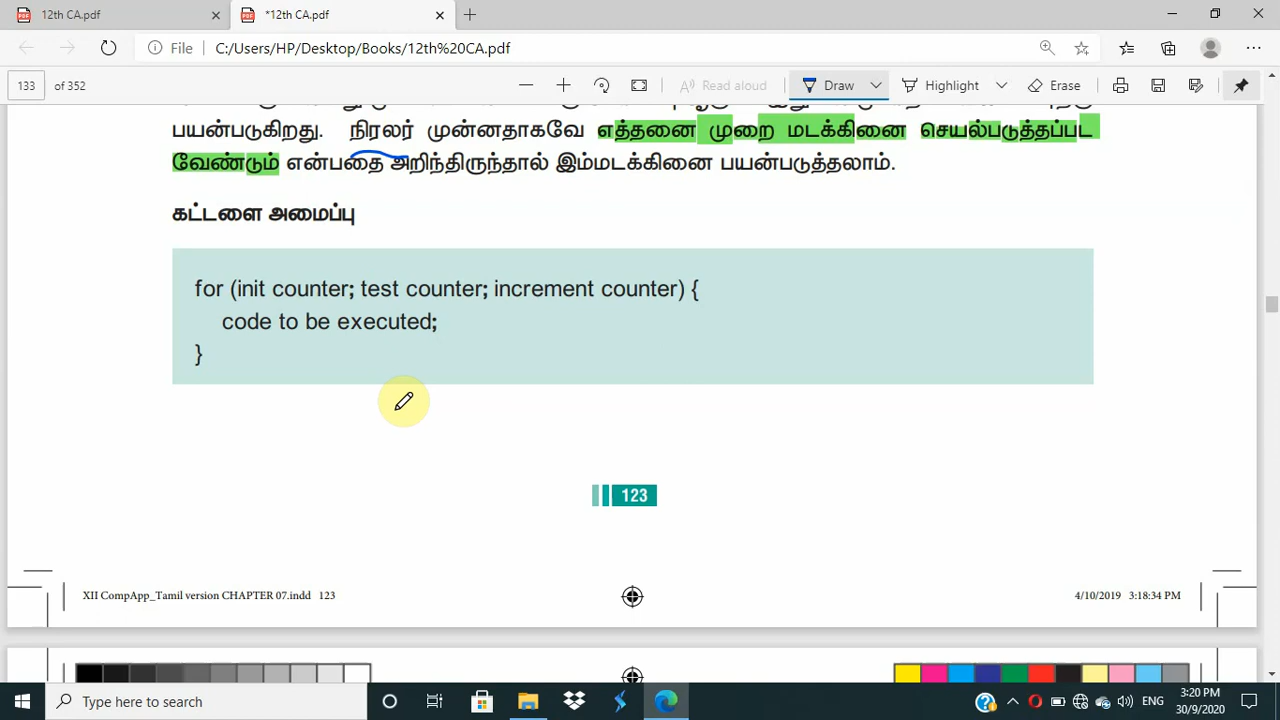 12th CA.pdf
*12th CA.pdf
File C:/Users/HP/Desktop/Books/12th%20CA.pdf
133 of 352 Read aloud Draw Highlight Erase
பயன்படுகிறது. நிரலர் முன்னதாகவே எத்தனை முறை மடக்கினை செயல்படுத்தப்பட
வேண்டும் என்பதை அறிந்திருந்தால் இம்மடக்கினை பயன்படுத்தலாம்.
கட்டளை அமைப்பு
for (init counter; test counter; increment counter) {
code to be executed;
}
123
XII CompApp_Tamil version CHAPTER 07.indd 123 4/10/2019 3:18:34 PM
Type here to search
ENG
3:20 PM
30/9/2020